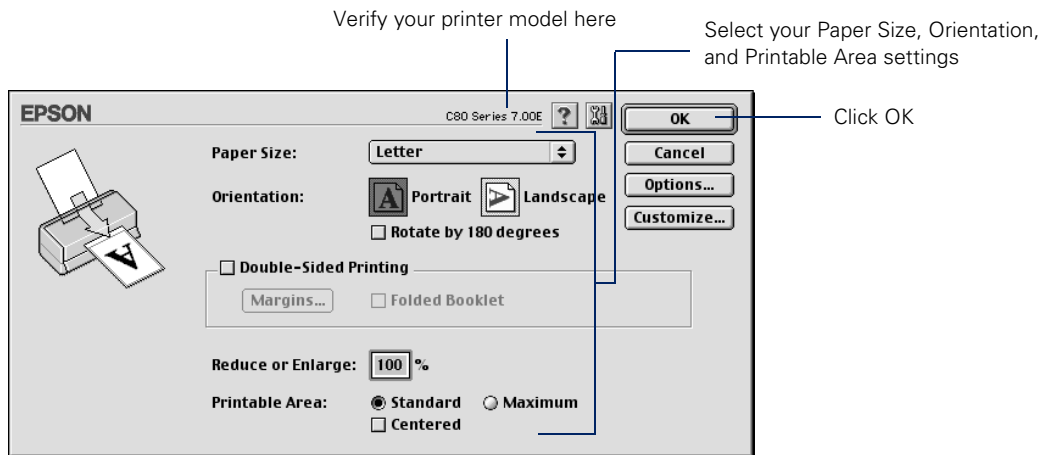 Verify your printer model here
Select your Paper Size, Orientation,
and Printable Area settings
EPSON
C80 Series 7.00E
?
OK
Click OK
Paper Size:
Letter
Cancel
Orientation:
A
Portrait
A
Landscape
Options...
Rotate by 180 degrees
Customize...
A
Double-Sided Printing
Margins...
Folded Booklet
Reduce or Enlarge:
100
%
Printable Area:
Standard
Maximum
Centered